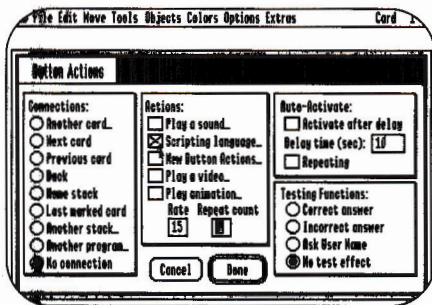 File Edit Move Tools Objects Colors Options Extras Card
Button Actions
Connections:
Another card…
Next card
Previous card
Back
Home stack
Last marked card
Another stack…
Another program…
No connection
Actions:
Play a sound…
Scripting language…
New Button Actions…
Play a video…
Play animation…
Rate Repeat count
15
Cancel
Done
Auto-Activate:
Activate after delay
Delay time (sec): 10
Repeating
Testing Functions:
Correct answer
Incorrect answer
Ask User Name
No test effect